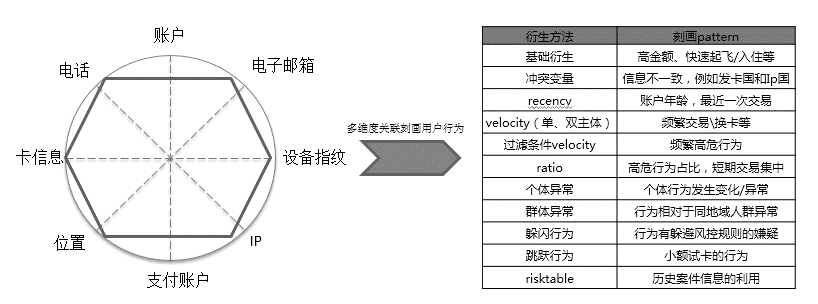 账户
电话
电子邮箱
卡信息
设备指纹
位置
IP
支付账户
多维度关联刻画用户行为
衍生方法 刻画pattern
基础衍生 高金额、快速起飞/入住等
冲突变量 信息不一致，例如发卡国和Ip国
recency 账户年龄，最近一次交易
velocity（单、双主体） 频繁交易\换卡等
过滤条件velocity 频繁高危行为
ratio 高危行为占比，短期交易集中
个体异常 个体行为发生变化/异常
群体异常 行为相对于同地域人群异常
躲闪行为 行为有躲避风控规则的嫌疑
跳跃行为 小额试卡的行为
risktable 历史案件信息的利用